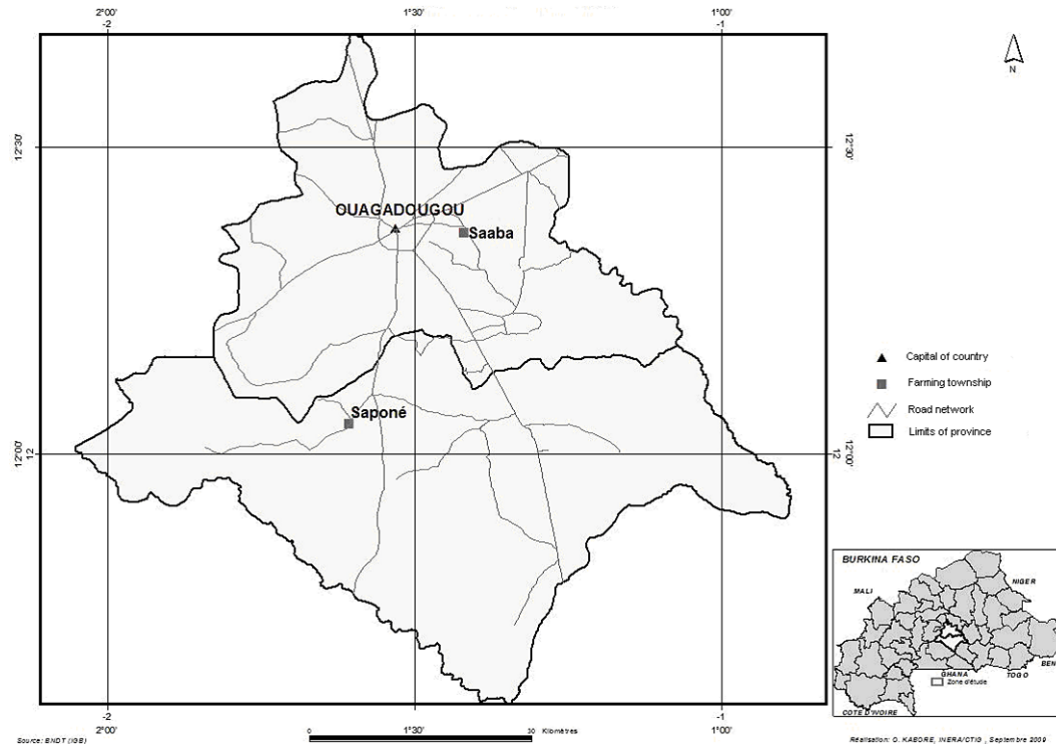 2°00' 1°30' 1°00'
-2 -1
N
12°30' 12°30'
OUAGADOUGOU
Saaba
Capital of country
Farming township
Road network
Limits of province
Saponé
12°00' 12 12 12°00'
BURKINA FASO
MALI
NIGER
BEN
GHANA
TOGO
Zone d'étude
COTE D'IVOIRE
-2 -1
2°00' 1°30' 1°00'
0 30 Kilomètres
Source: BNDT (IGB)
Réalisation: O. KABORE, INERA/CTIG , Septembre 2009